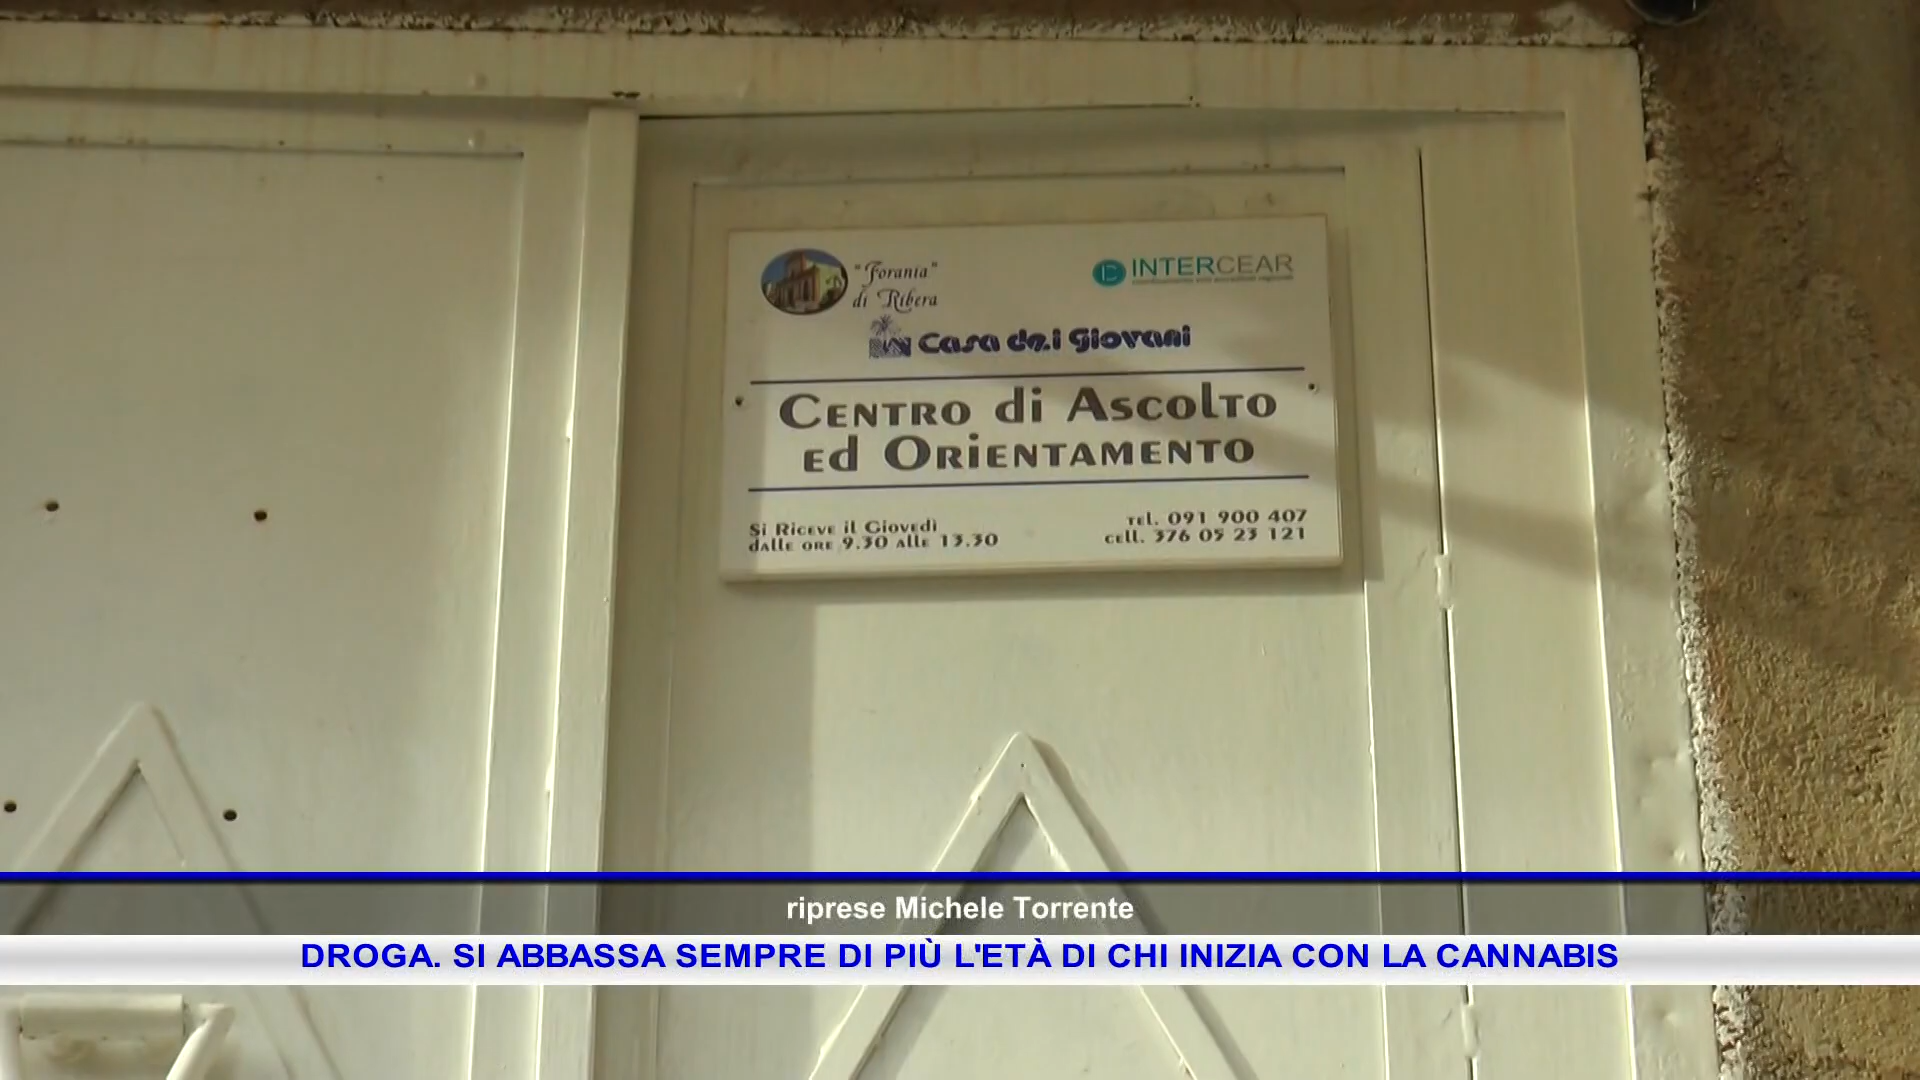 "Forania"
di Ribera
INTERCEAR
Casa dei Giovani
CENTRO di ASCOLTO
Ed ORIENTAMENTO
Si Riceve il Giovedì
dalle ore 9.30 alle 13.30
Tel. 091 900 407
cell. 376 05 23 121
riprese Michele Torrente
DROGA. SI ABBASSA SEMPRE DI PIÙ L'ETÀ DI CHI INIZIA CON LA CANNABIS